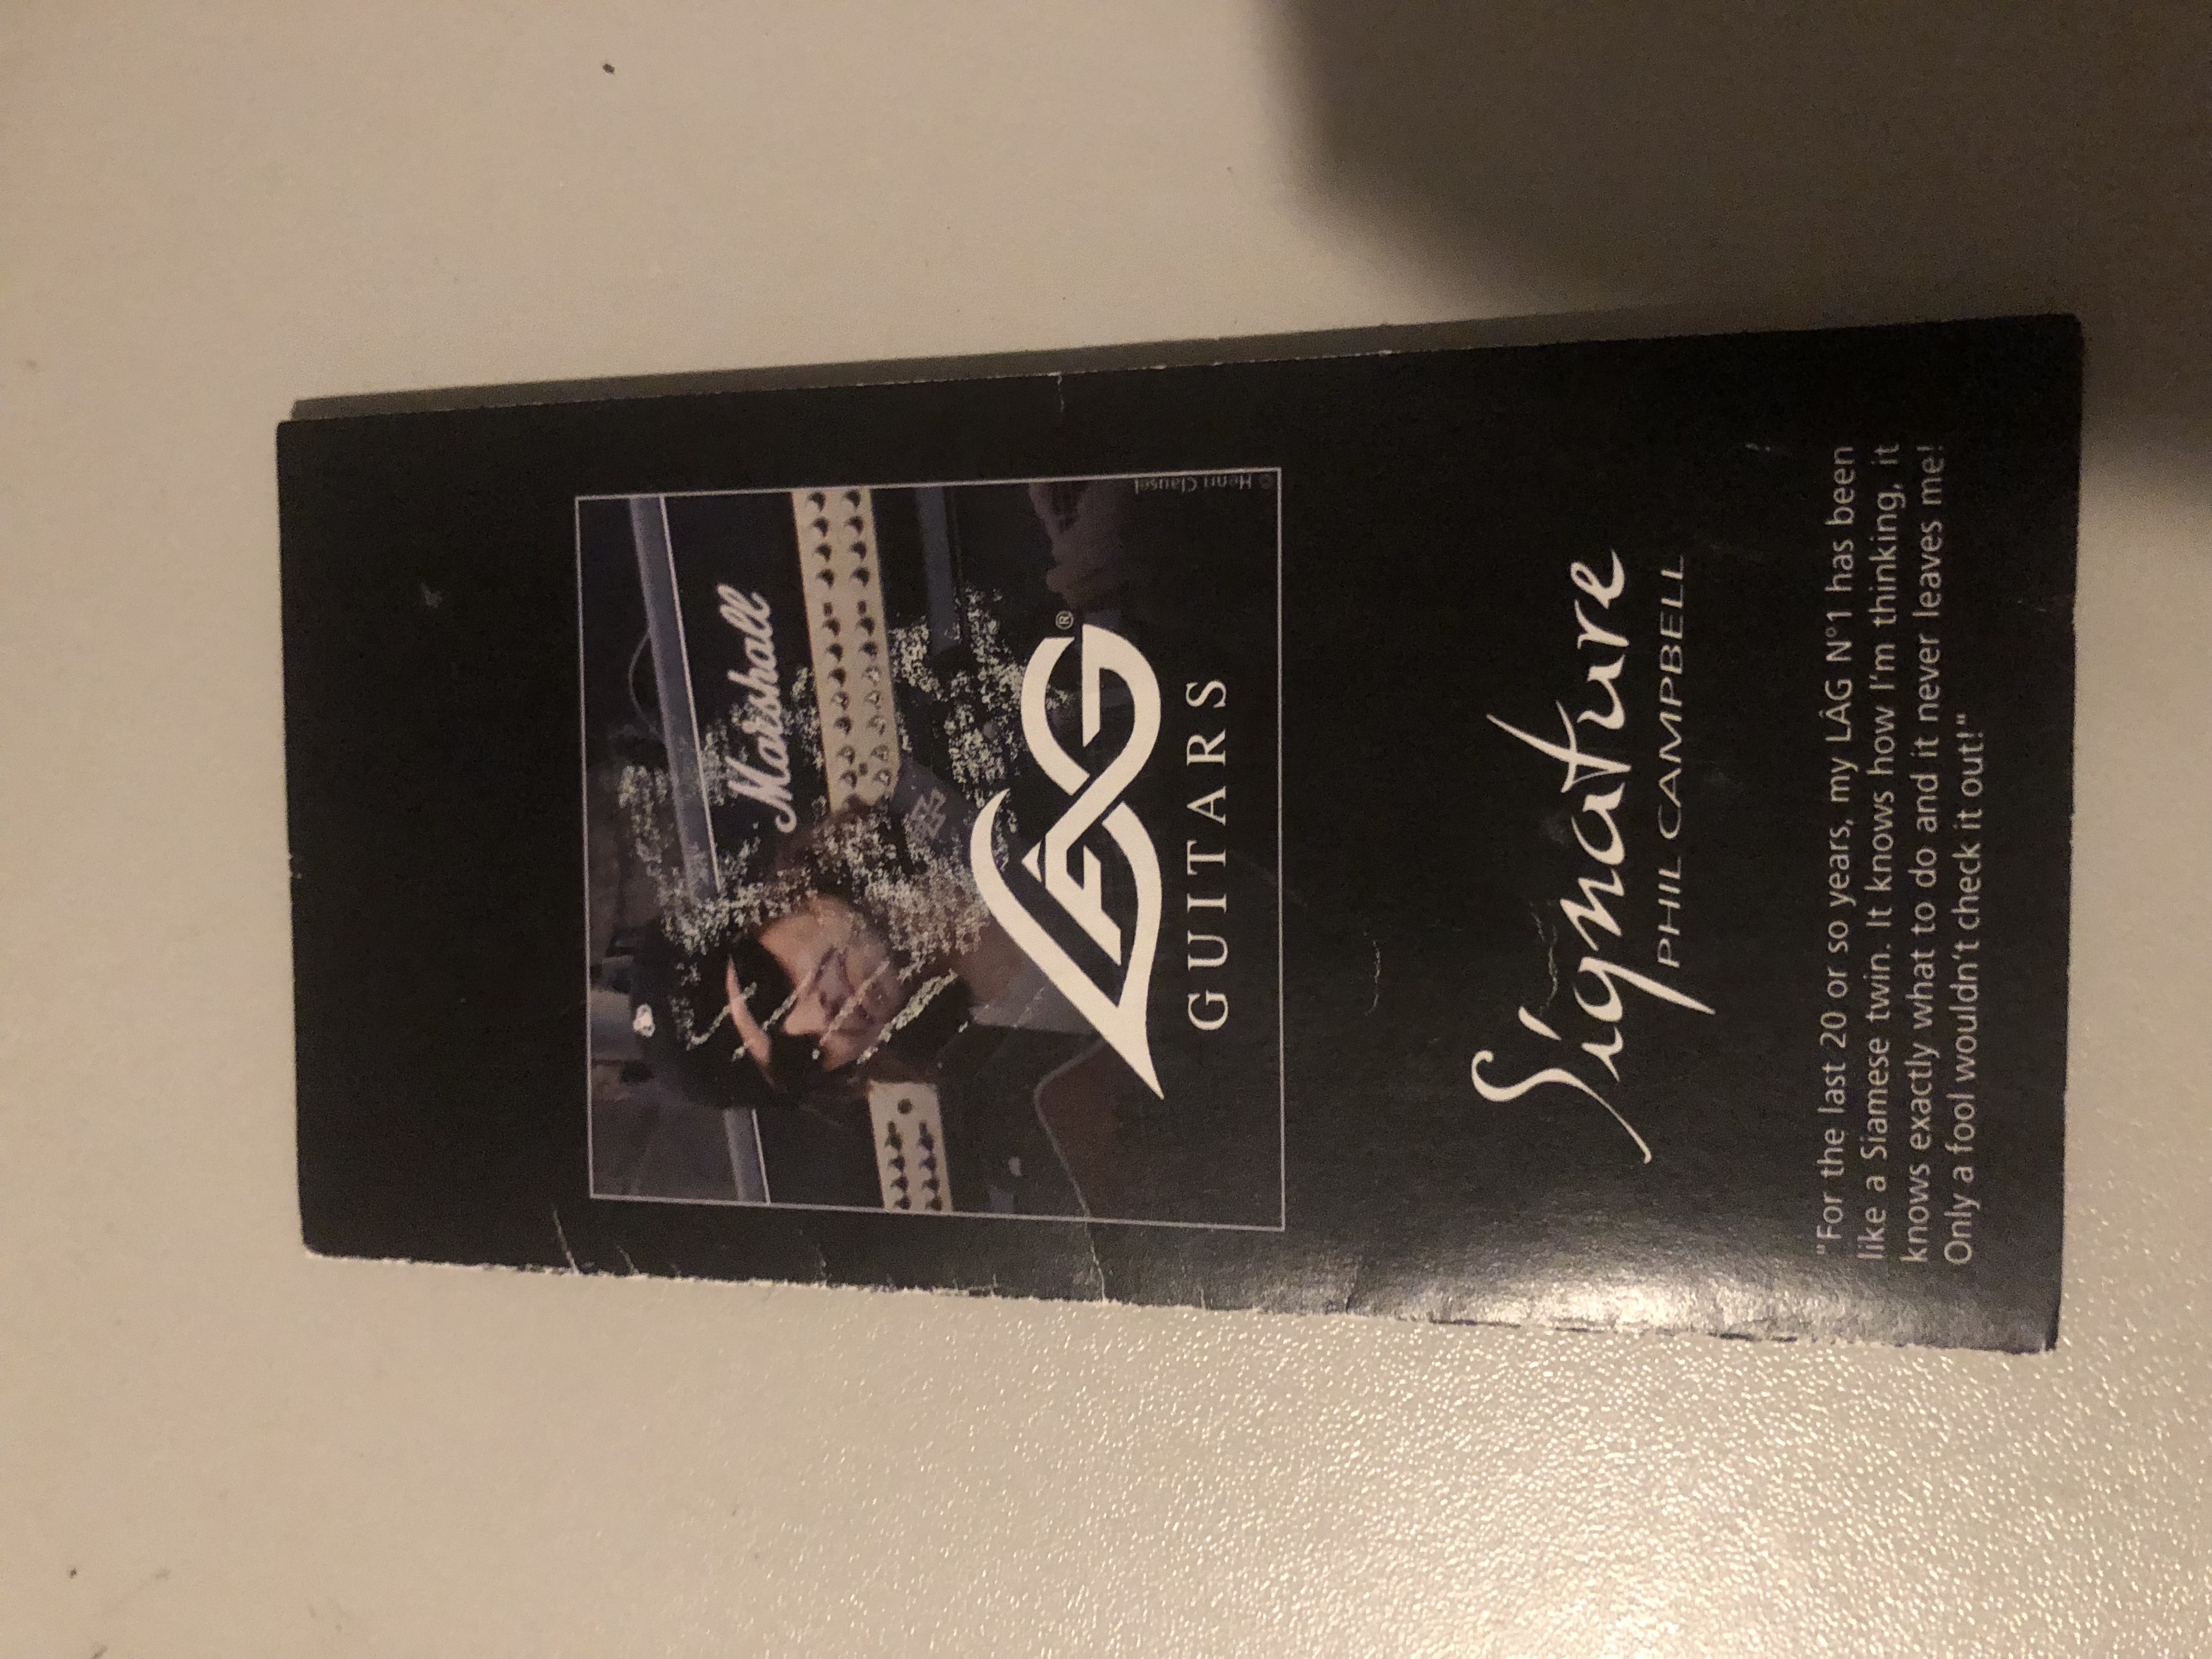 Marshall
© Henri Clausel
LÂG®
GUITARS
Signature
PHIL CAMPBELL
"For the last 20 or so years, my LÂG N°1 has been
like a Siamese twin. It knows how I'm thinking, it
knows exactly what to do and it never leaves me!
Only a fool wouldn't check it out!"